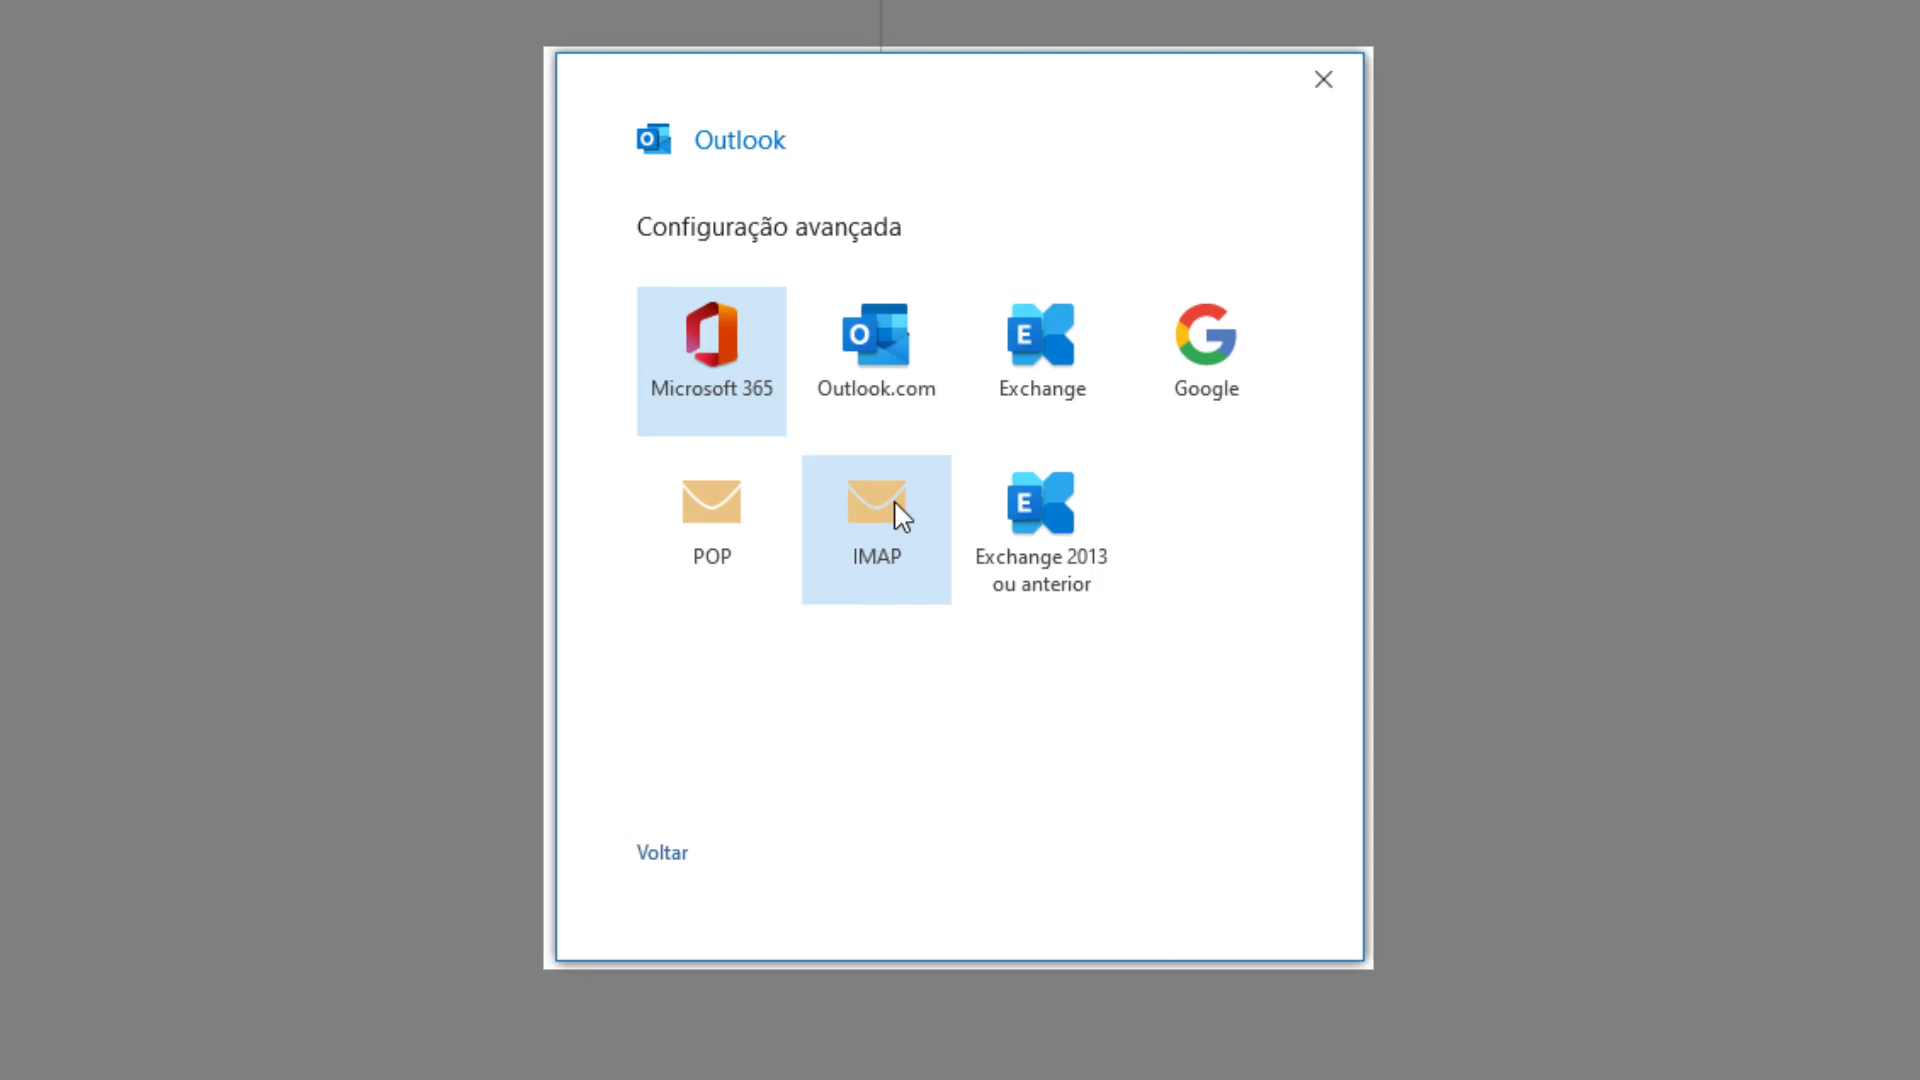 Outlook
Configuração avançada
Microsoft 365
Outlook.com
Exchange
Google
POP
IMAP
Exchange 2013
ou anterior
Voltar